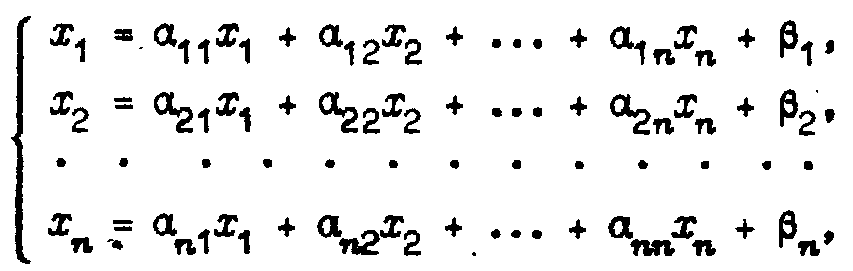 x₁ = α₁₁x₁ + α₁₂x₂ + ... + α₁ₙxₙ + β₁,
x₂ = α₂₁x₁ + α₂₂x₂ + ... + α₂ₙxₙ + β₂,
. . . . . . . . . . . . .
xₙ = αₙ₁x₁ + αₙ₂x₂ + ... + αₙₙxₙ + βₙ,